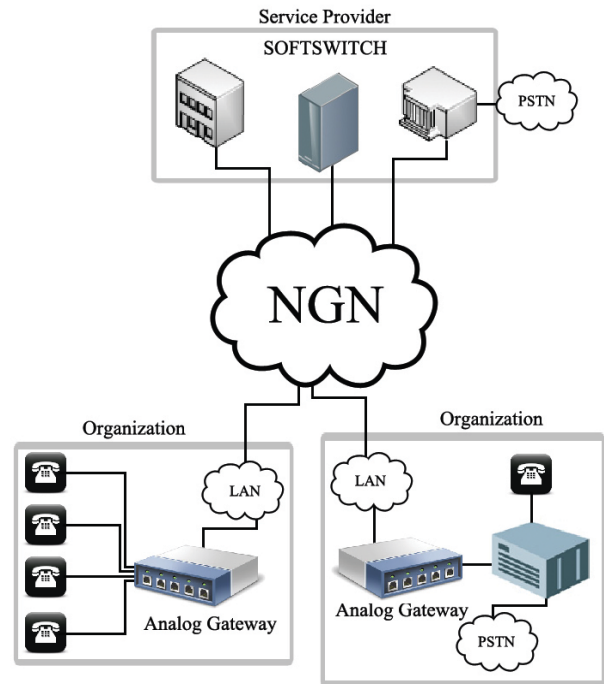 Service Provider
SOFTSWITCH
PSTN
NGN
Organization
LAN
Analog Gateway
Organization
LAN
Analog Gateway
PSTN